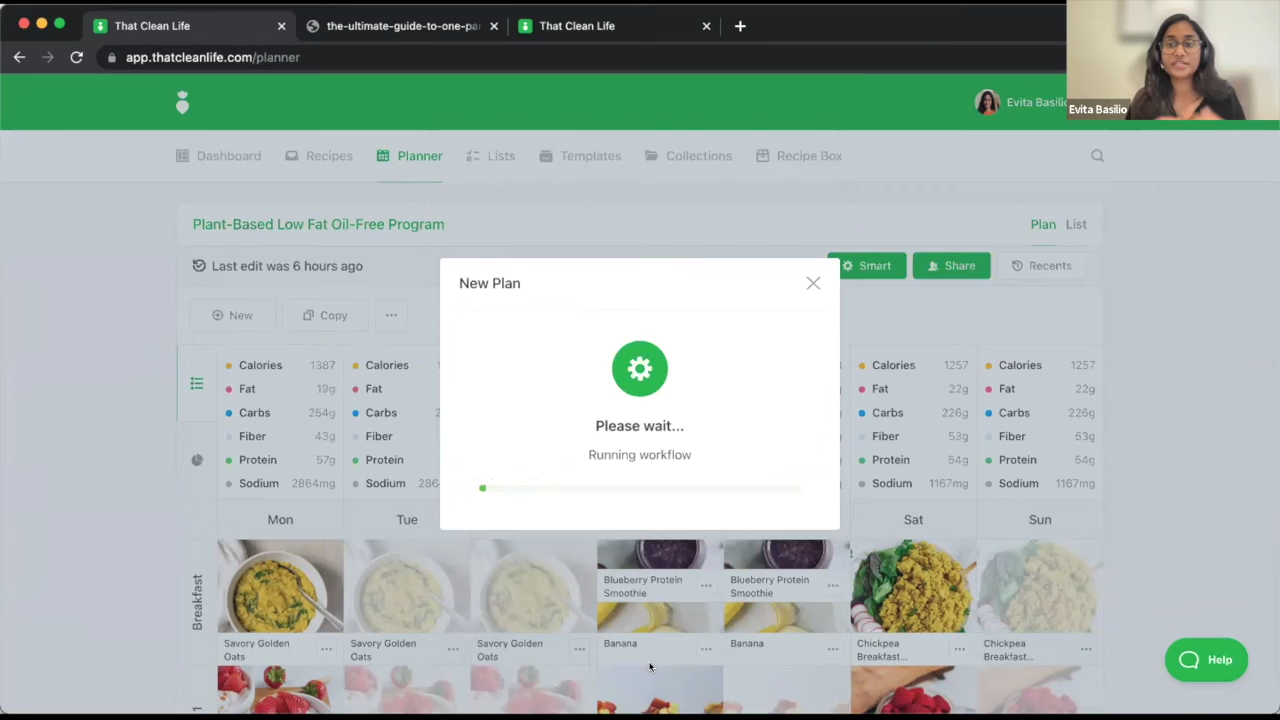 That Clean Life
the-ultimate-guide-to-one-pa
That Clean Life
app.thatcleanlife.com/planner
Evita Basilio
Evita Basili
Dashboard
Recipes
Planner
Lists
Templates
Collections
Recipe Box
Plant-Based Low Fat Oil-Free Program
Plan
List
Last edit was 6 hours ago
Smart
Share
Recents
New
Copy
New Plan
Please wait...
Running workflow
Calories 1387
Fat 19g
Carbs 254g
Fiber 43g
Protein 57g
Sodium 2864mg
Calories 1
Fat
Carbs 2
Fiber
Protein
Sodium 286
Calories 1257
Fat 22g
Carbs 226g
Fiber 53g
Protein 54g
Sodium 1167mg
Calories 1257
Fat 22g
Carbs 226g
Fiber 53g
Protein 54g
Sodium 1167mg
Mon
Tue
Sat
Sun
Breakfast
Savory Golden
Oats
Savory Golden
Oats
Savory Golden
Oats
Blueberry Protein
Smoothie
Banana
Blueberry Protein
Smoothie
Banana
Chickpea
Breakfast...
Chickpea
Breakfast...
1
Help